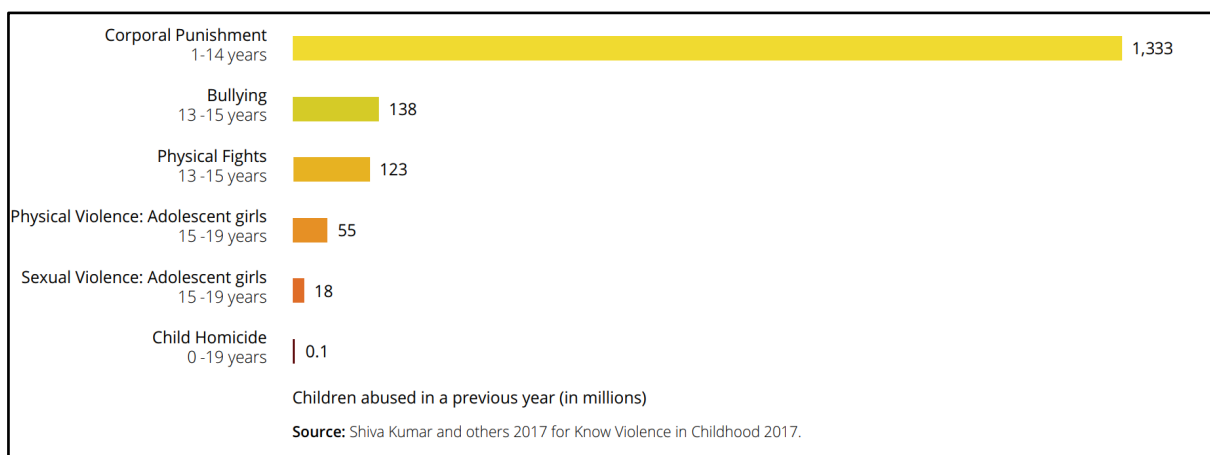 Corporal Punishment
1-14 years
1,333
Bullying
13 -15 years
138
Physical Fights
13-15 years
123
Physical Violence: Adolescent girls
15 -19 years
55
Sexual Violence: Adolescent girls
15 -19 years
18
Child Homicide
0 -19 years
0.1
Children abused in a previous year (in millions)
Source: Shiva Kumar and others 2017 for Know Violence in Childhood 2017.